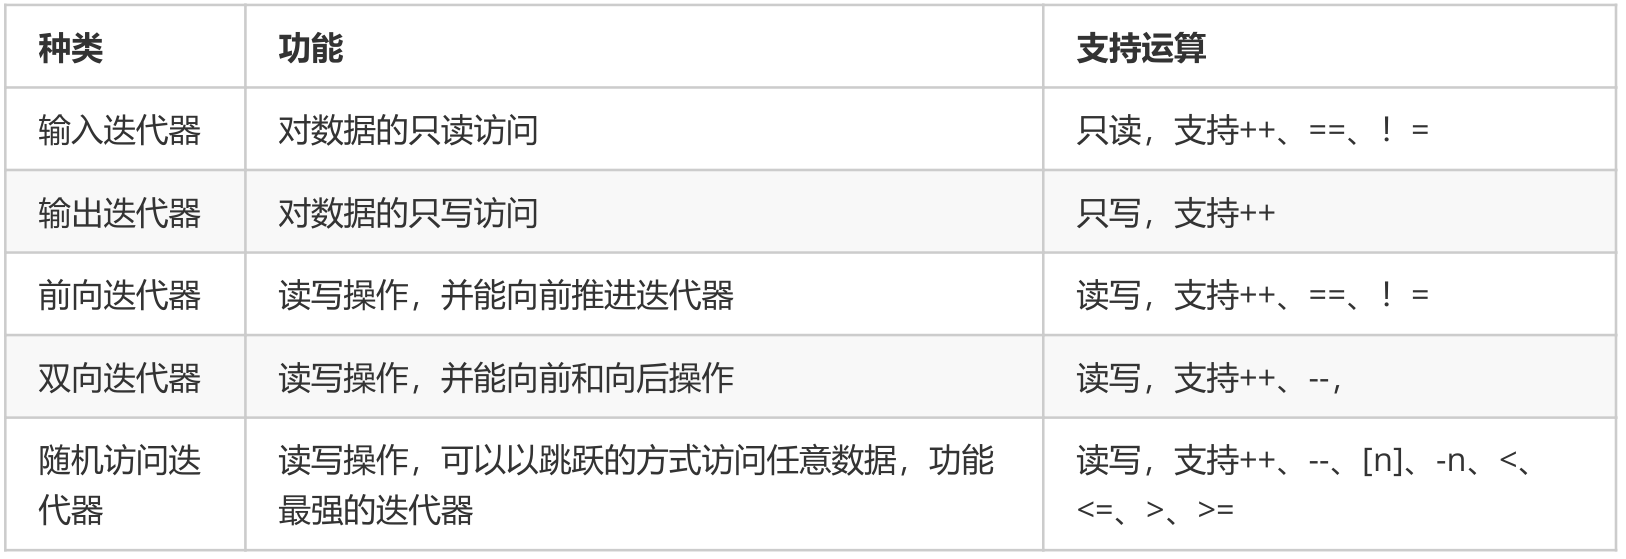 种类 功能 支持运算
输入迭代器 对数据的只读访问 只读，支持++、==、！=
输出迭代器 对数据的只写访问 只写，支持++
前向迭代器 读写操作，并能向前推进迭代器 读写，支持++、==、！=
双向迭代器 读写操作，并能向前和向后操作 读写，支持++、--，
随机访问迭 读写操作，可以以跳跃的方式访问任意数据，功能 读写，支持++、--、[n]、-n、<、
代器 最强的迭代器 <=、>、>=